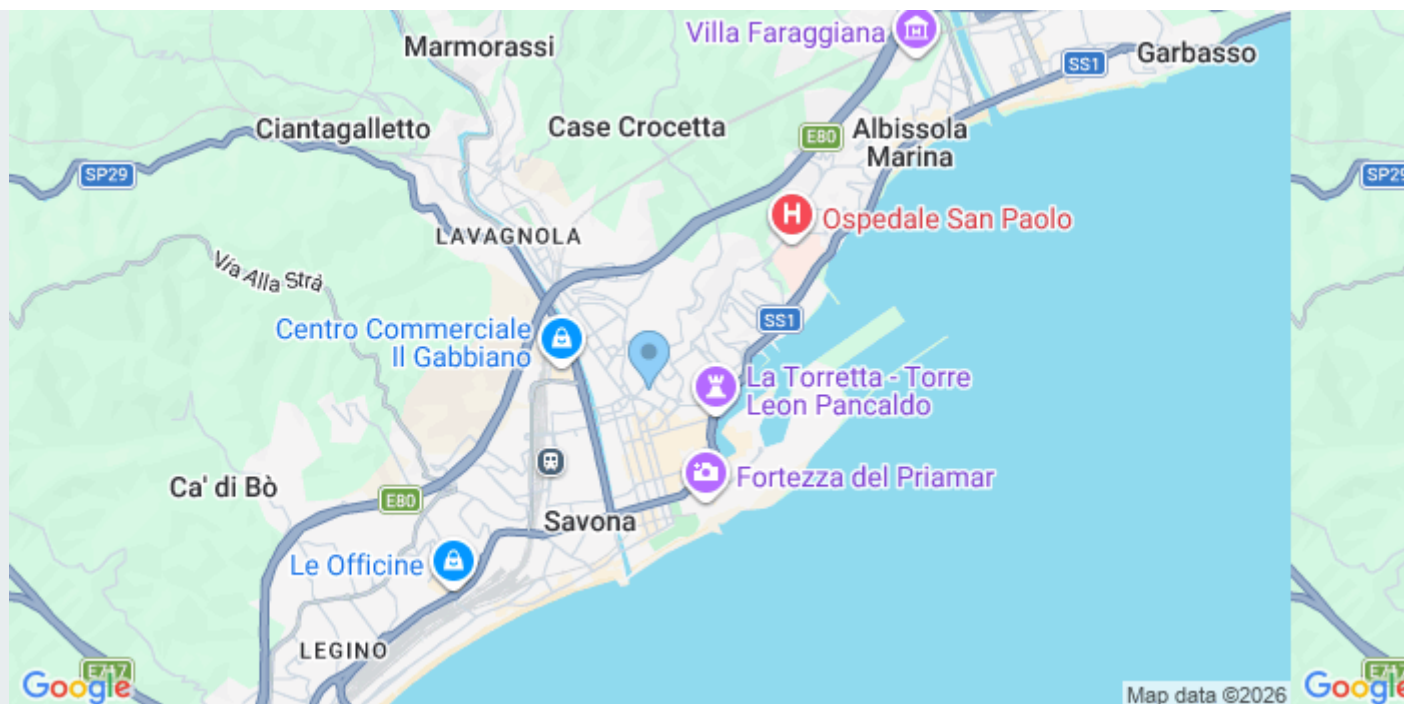 Villa Faraggiana
Marmorassi
Garbasso
SS1
Ciantagalletto
Case Crocetta
E80
Albissola
Marina
SP29
SP29
Ospedale San Paolo
LAVAGNOLA
Via Alla Strà
SS1
Centro Commerciale
Il Gabbiano
La Torretta - Torre
Leon Pancaldo
Fortezza del Priamar
Ca' di Bò
E80
Savona
Le Officine
LEGINO
E717
Google
Map data ©2026
Google